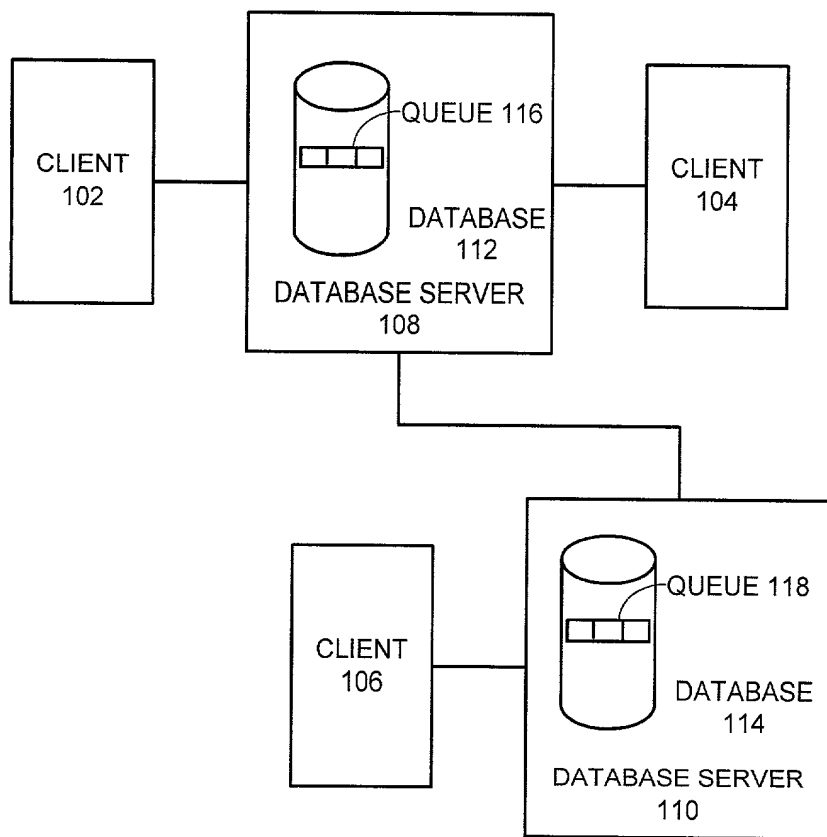 QUEUE 116
CLIENT
102
DATABASE
112
DATABASE SERVER
108
CLIENT
104
QUEUE 118
CLIENT
106
DATABASE
114
DATABASE SERVER
110